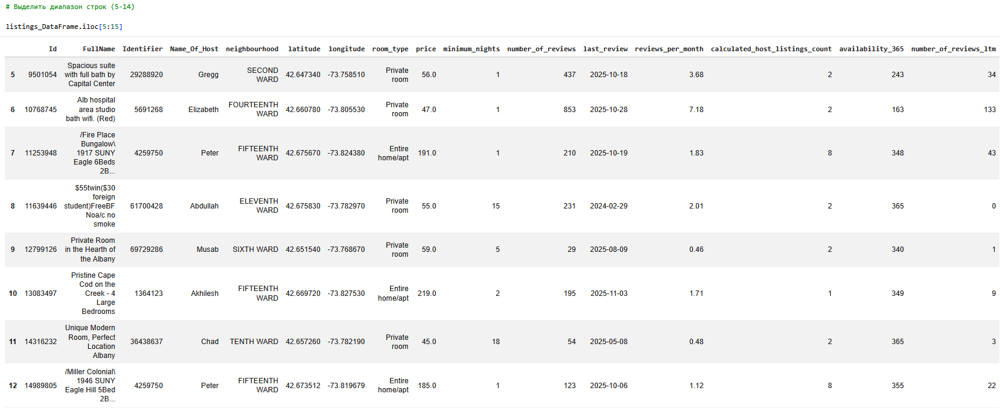 # Выделить диапазон строк (5-14)
listings_DataFrame.iloc[5:15]
Id FullName Identifier Name_Of_Host neighbourhood latitude longitude room_type price minimum_nights number_of_reviews last_review reviews_per_month calculated_host_listings_count availability_365 number_of_reviews_ltm
Spacious suite
with full bath by
Capital Center
5 9501054 29288920 Gregg
SECOND
WARD
42.647340 -73.758510
Private
room
56.0 1 437 2025-10-18 3.68 2 243 34
Alb hospital
area studio
bath wifi. (Red)
6 10768745 5691268 Elizabeth
FOURTEENTH
WARD
42.660780 -73.805530
Private
room
47.0 1 853 2025-10-28 7.18 2 163 133
/Fire Place
Bungalow\
1917 SUNY
Eagle 6Beds
2B...
7 11253948 4259750 Peter
FIFTEENTH
WARD
42.675670 -73.824380
Entire
home/apt
191.0 1 210 2025-10-19 1.83 8 348 43
$55twin($30
foreign
student)FreeBF
Noa/c no
smoke
8 11639446 61700428 Abdullah
ELEVENTH
WARD
42.675830 -73.782970
Private
room
55.0 15 231 2024-02-29 2.01 2 365 0
Private Room
in the Hearth of
the Albany
9 12799126 69729286 Musab
SIXTH WARD
42.651540 -73.768670
Private
room
59.0 5 29 2025-08-09 0.46 2 340 1
Pristine Cape
Cod on the
Creek - 4
Large
Bedrooms
10 13083497 1364123 Akhilesh
FIFTEENTH
WARD
42.669720 -73.827530
Entire
home/apt
219.0 2 195 2025-11-03 1.71 1 349 9
Unique Modern
Room, Perfect
Location
Albany
11 14316232 36438637 Chad
TENTH WARD
42.657260 -73.782190
Private
room
45.0 18 54 2025-05-08 0.48 2 365 3
/Miller Colonial\
1946 SUNY
Eagle Hill 5Bed
2B...
12 14989805 4259750 Peter
FIFTEENTH
WARD
42.673512 -73.819679
Entire
home/apt
185.0 1 123 2025-10-06 1.12 8 355 22